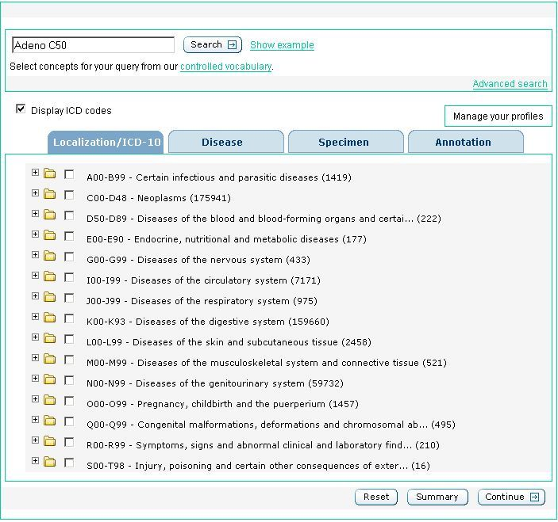 Adeno C50
Search
Show example
Select concepts for your query from our controlled vocabulary.
Advanced search
Display ICD codes
Manage your profiles
Localization/ICD-10
Disease
Specimen
Annotation
A00-B99 - Certain infectious and parasitic diseases (1419)
C00-D48 - Neoplasms (175941)
D50-D89 - Diseases of the blood and blood-forming organs and certai... (222)
E00-E90 - Endocrine, nutritional and metabolic diseases (177)
G00-G99 - Diseases of the nervous system (433)
I00-I99 - Diseases of the circulatory system (7171)
J00-J99 - Diseases of the respiratory system (975)
K00-K93 - Diseases of the digestive system (159660)
L00-L99 - Diseases of the skin and subcutaneous tissue (2458)
M00-M99 - Diseases of the musculoskeletal system and connective tissue (521)
N00-N99 - Diseases of the genitourinary system (59732)
O00-O99 - Pregnancy, childbirth and the puerperium (1457)
Q00-Q99 - Congenital malformations, deformations and chromosomal ab... (495)
R00-R99 - Symptoms, signs and abnormal clinical and laboratory find... (210)
S00-T98 - Injury, poisoning and certain other consequences of exter... (16)
Reset
Summary
Continue